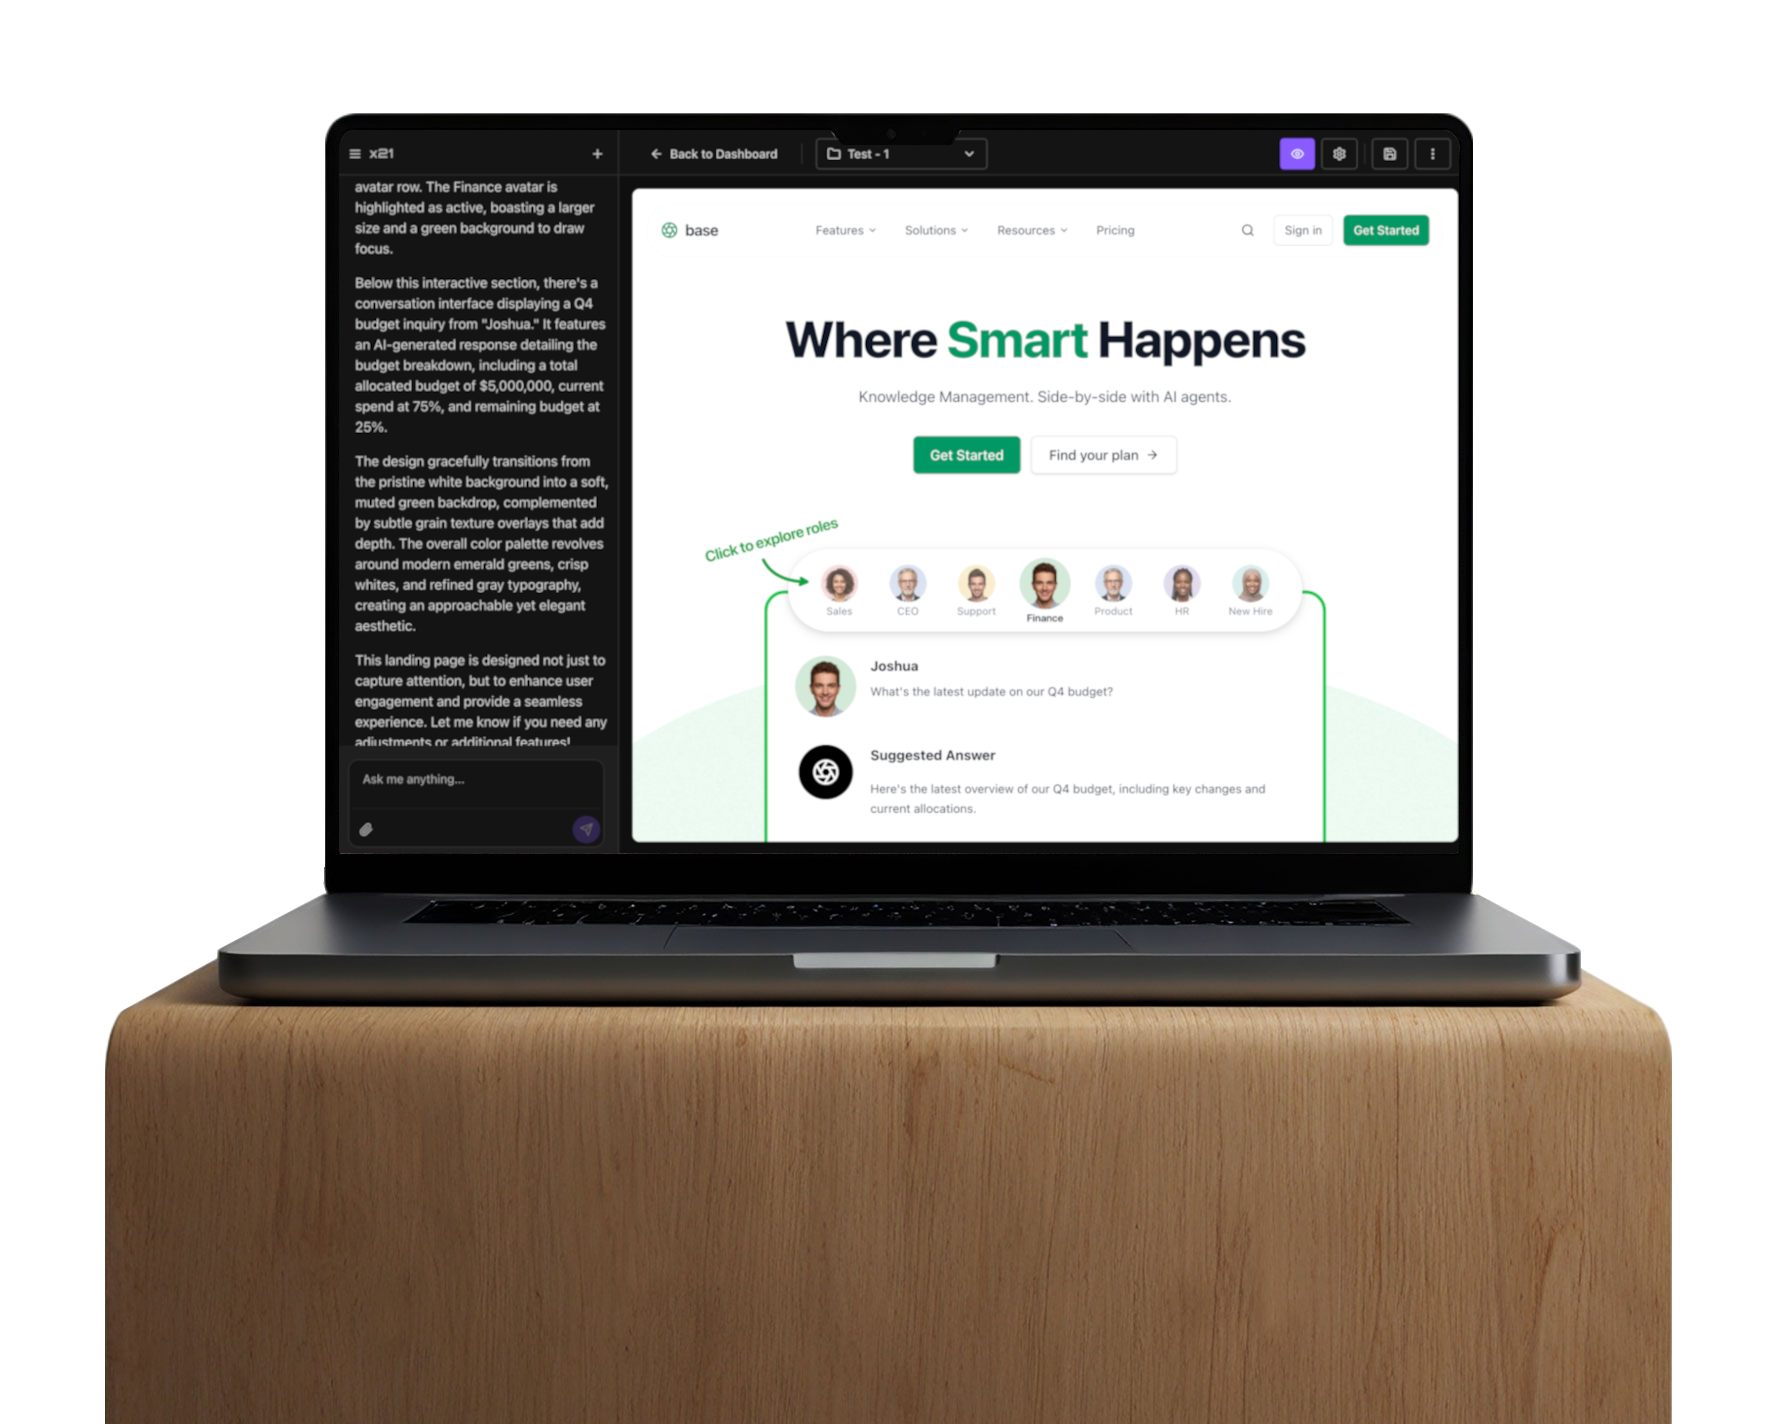 x21
avatar row. The Finance avatar is
highlighted as active, boasting a larger
size and a green background to draw
focus.
Below this interactive section, there's a
conversation interface displaying a Q4
budget inquiry from "Joshua." It features
an AI-generated response detailing the
budget breakdown, including a total
allocated budget of $5,000,000, current
spend at 75%, and remaining budget at
25%.
The design gracefully transitions from
the pristine white background into a soft,
muted green backdrop, complemented
by subtle grain texture overlays that add
depth. The overall color palette revolves
around modern emerald greens, crisp
whites, and refined gray typography,
creating an approachable yet elegant
aesthetic.
This landing page is designed not just to
capture attention, but to enhance user
engagement and provide a seamless
experience. Let me know if you need any
adjustments or additional features!
Ask me anything...
Back to Dashboard
Test - 1
base
Features
Solutions
Resources
Pricing
Sign in
Get Started
Where Smart Happens
Knowledge Management. Side-by-side with AI agents.
Get Started
Find your plan
Click to explore roles
Sales
CEO
Support
Finance
Product
HR
New Hire
Joshua
What's the latest update on our Q4 budget?
Suggested Answer
Here's the latest overview of our Q4 budget, including key changes and
current allocations.